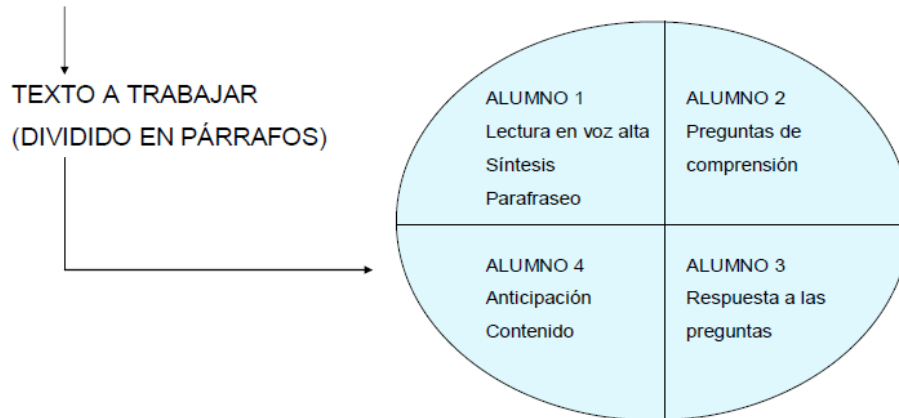 TEXTO A TRABAJAR
(DIVIDIDO EN PÁRRAFOS)
ALUMNO 1
Lectura en voz alta
Síntesis
Parafraseo
ALUMNO 2
Preguntas de
comprensión
ALUMNO 4
Anticipación
Contenido
ALUMNO 3
Respuesta a las
preguntas